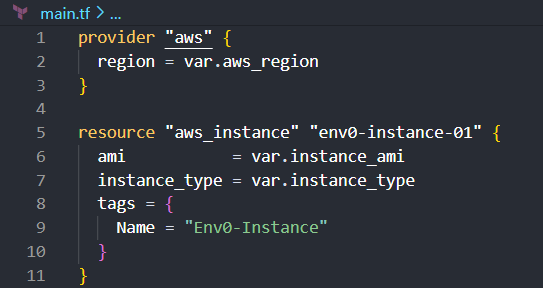 main.tf > ...
1 provider "aws" {
2   region = var.aws_region
3 }
4
5 resource "aws_instance" "env0-instance-01" {
6   ami           = var.instance_ami
7   instance_type = var.instance_type
8   tags = {
9     Name = "Env0-Instance"
10   }
11 }